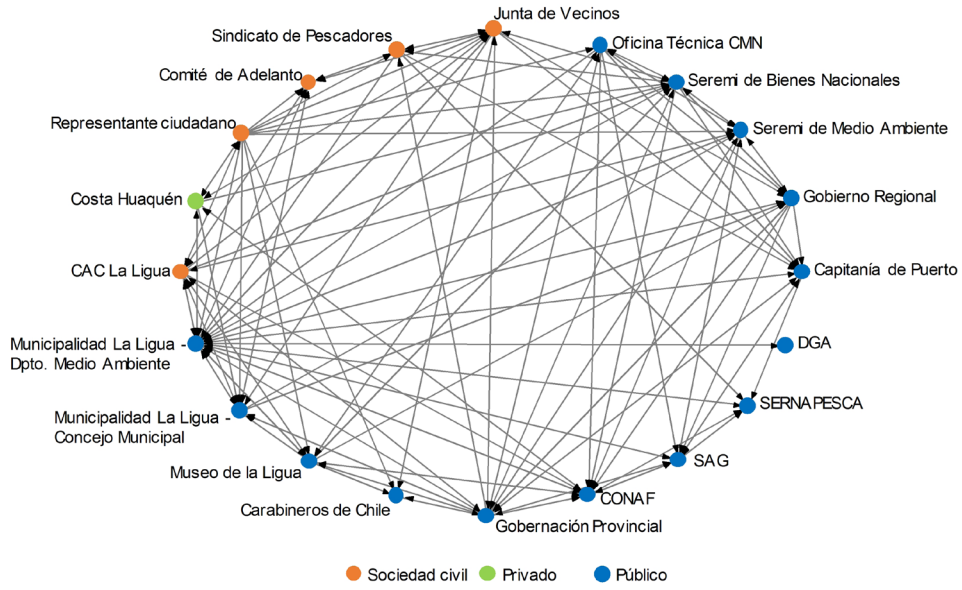 Junta de Vecinos
Sindicato de Pescadores
Oficina Técnica CMN
Comité de Adelanto
Seremi de Bienes Nacionales
Representante ciudadano
Seremi de Medio Ambiente
Costa Huaquén
Gobierno Regional
CAC La Ligua
Capitanía de Puerto
Municipalidad La Ligua -
Dpto. Medio Ambiente
DGA
SERNAPESCA
Municipalidad La Ligua -
Concejo Municipal
SAG
Museo de la Ligua
CONAF
Carabineros de Chile
Gobernación Provincial
Sociedad civil
Privado
Público